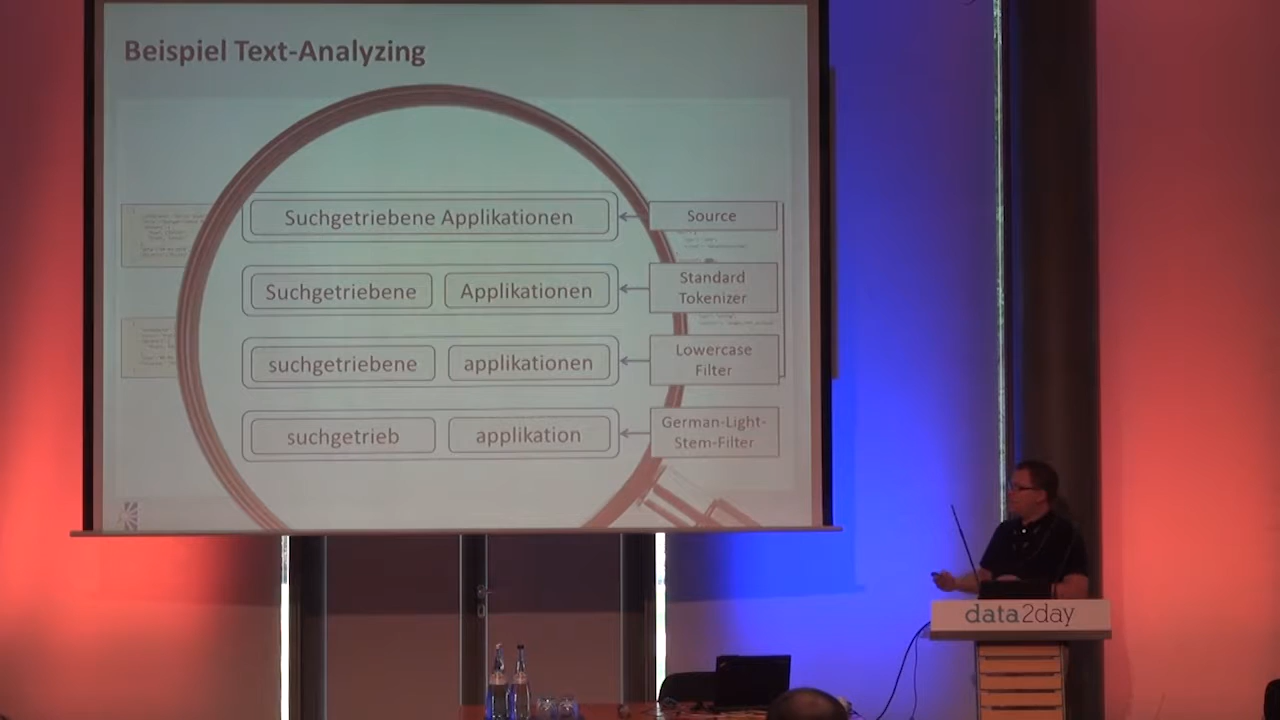 Beispiel Text-Analyzing
Suchgetriebene Applikationen
Source
Suchgetriebene
Applikationen
Standard
Tokenizer
suchgetriebene
applikationen
Lowercase
Filter
suchgetrieb
applikation
German-Light-
Stem-Filter
data2day